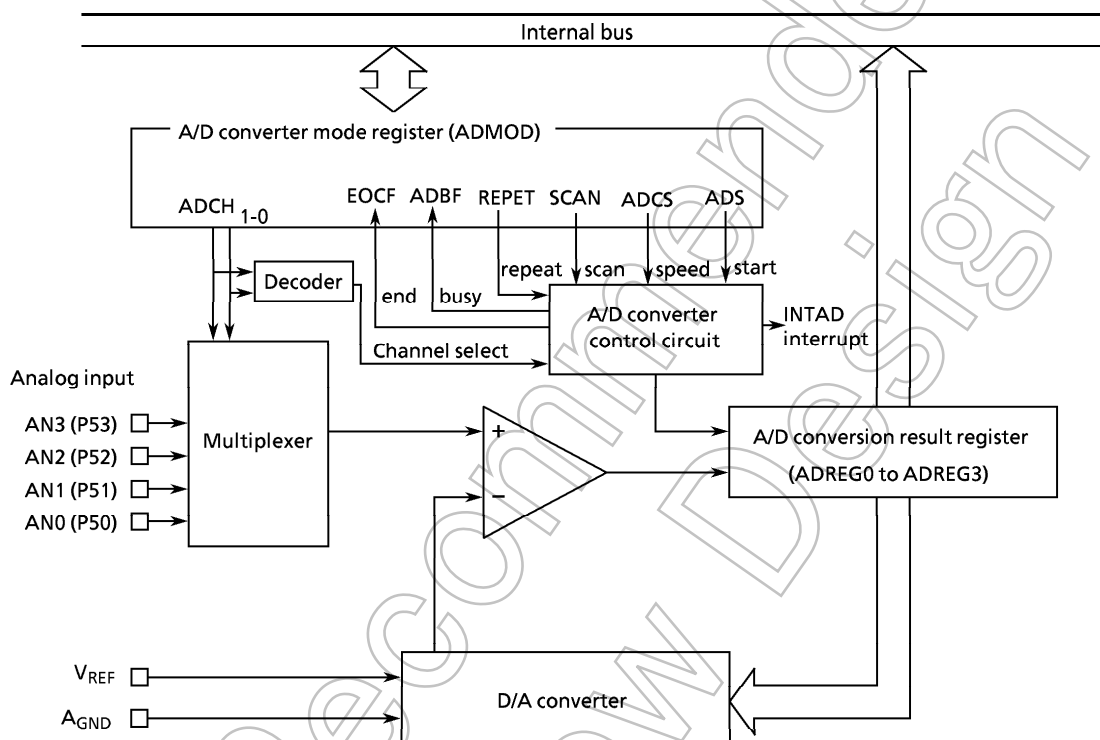 Internal bus
A/D converter mode register (ADMOD)
ADCH 1-0 EOCF ADBF REPET SCAN ADCS ADS
Decoder
end busy repeat scan speed start
A/D converter
control circuit
INTAD
interrupt
Channel select
Analog input
AN3 (P53)
AN2 (P52)
AN1 (P51)
AN0 (P50)
Multiplexer
+
−
A/D conversion result register
(ADREG0 to ADREG3)
VREF
AGND
D/A converter
ecommende
w Design